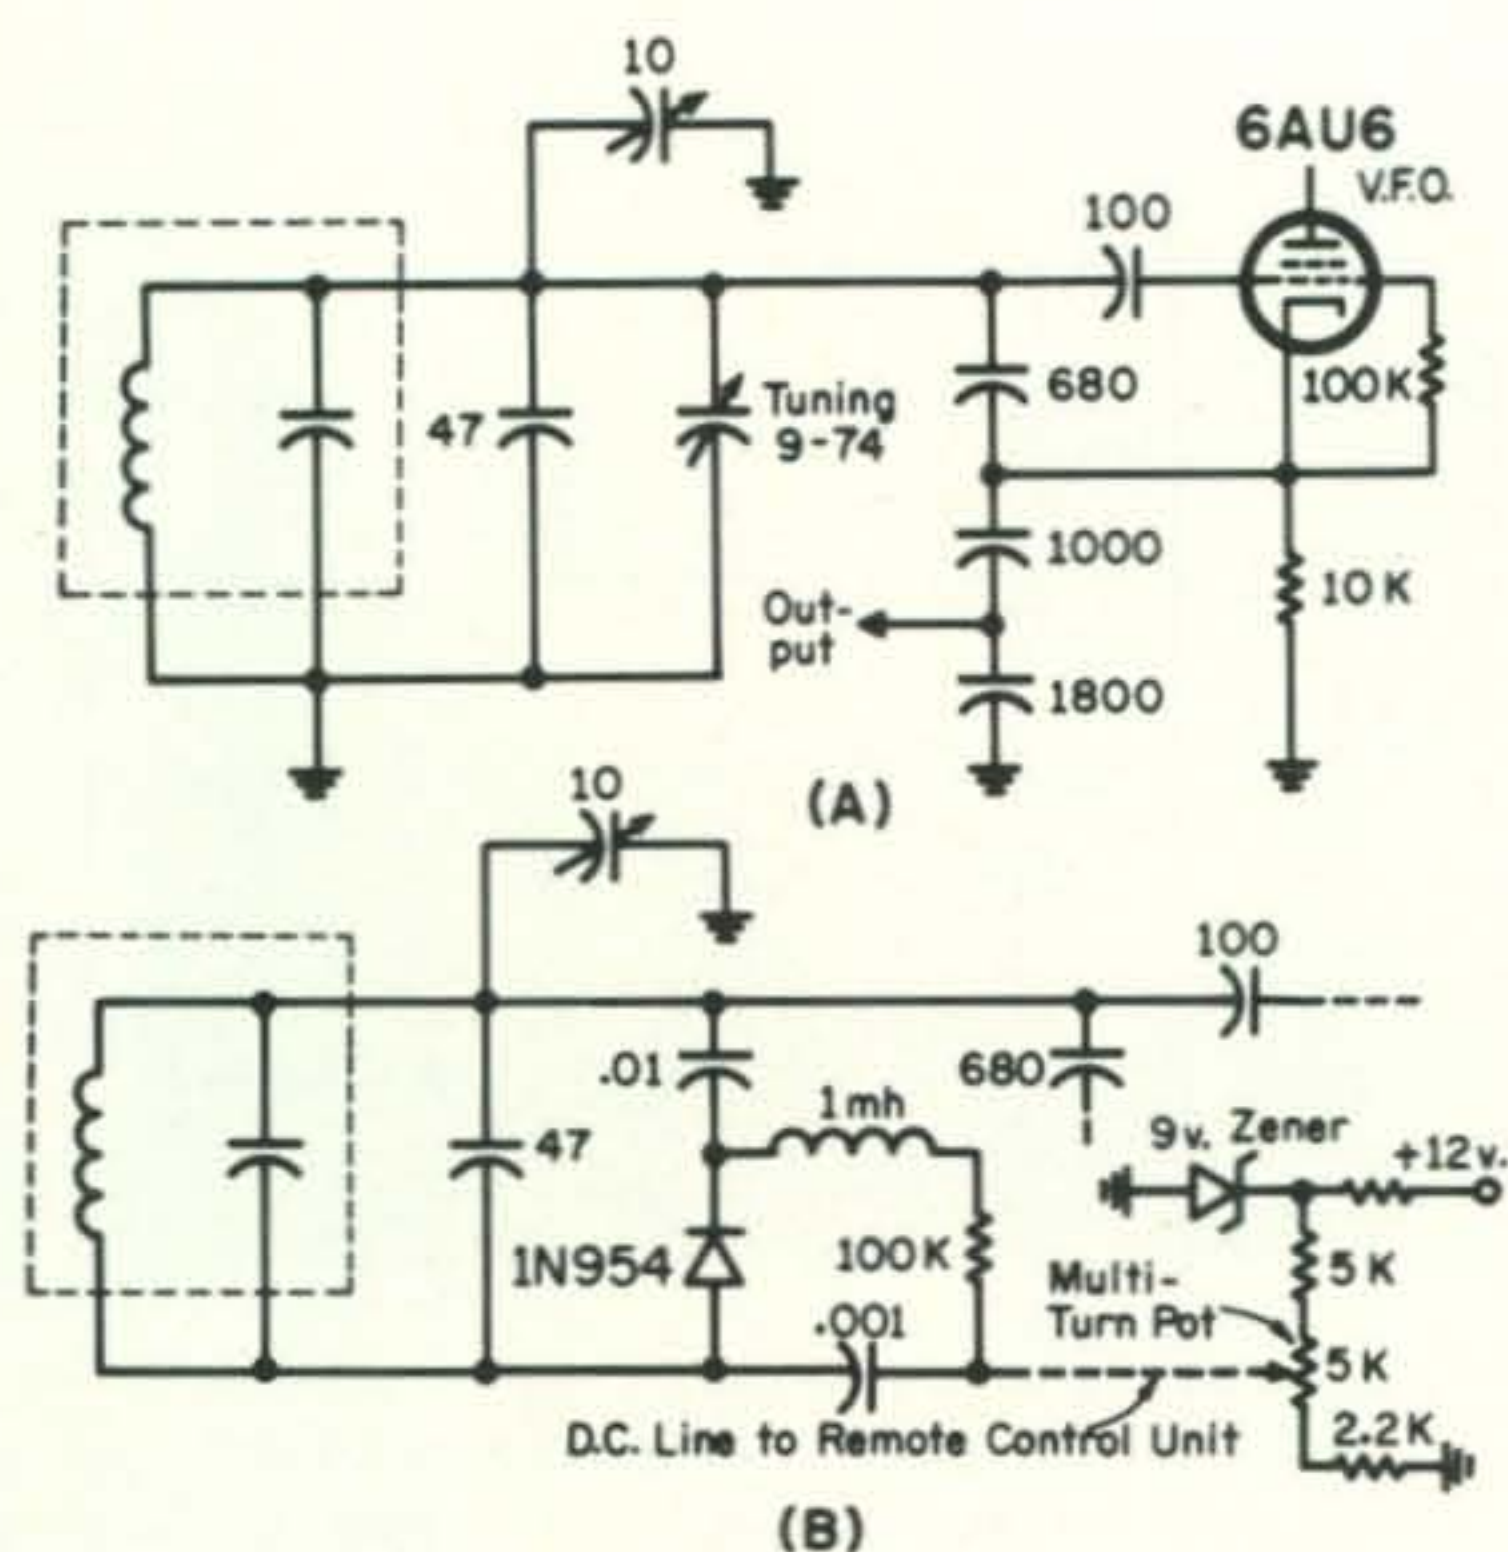 10
6AU6
V.F.O.
100
47
Tuning
9-74
680
100K
1000
Out-
put
10K
1800
(A)
10
100
.01
680
1mh
47
9v. Zener
+12v.
1N954
100K
Multi-
Turn Pot
5K
.001
5K
D.C. Line to Remote Control Unit
2.2K
(B)